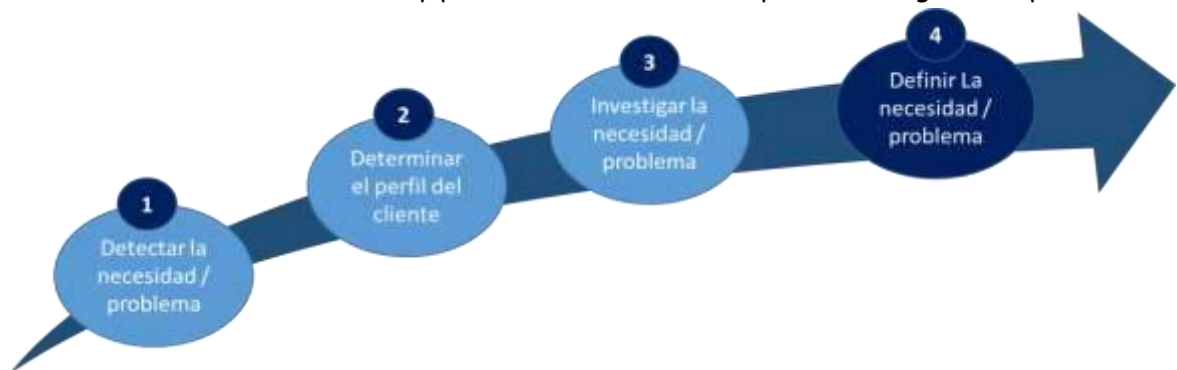 1
Detectar la
necesidad /
problema
2
Determinar
el perfil del
cliente
3
Investigar la
necesidad /
problema
4
Definir La
necesidad /
problema